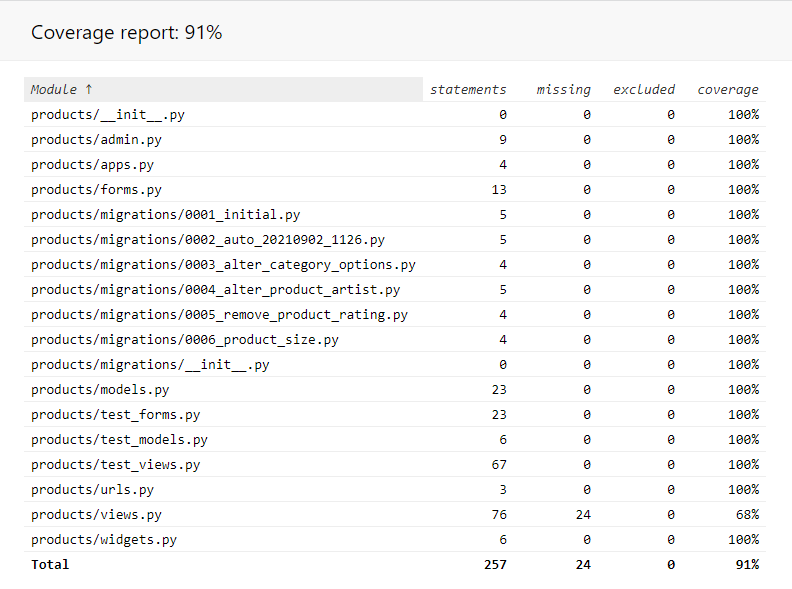 Coverage report: 91%
Module ↑ statements missing excluded coverage
products/__init__.py 0 0 0 100%
products/admin.py 9 0 0 100%
products/apps.py 4 0 0 100%
products/forms.py 13 0 0 100%
products/migrations/0001_initial.py 5 0 0 100%
products/migrations/0002_auto_20210902_1126.py 5 0 0 100%
products/migrations/0003_alter_category_options.py 4 0 0 100%
products/migrations/0004_alter_product_artist.py 5 0 0 100%
products/migrations/0005_remove_product_rating.py 4 0 0 100%
products/migrations/0006_product_size.py 4 0 0 100%
products/migrations/__init__.py 0 0 0 100%
products/models.py 23 0 0 100%
products/test_forms.py 23 0 0 100%
products/test_models.py 6 0 0 100%
products/test_views.py 67 0 0 100%
products/urls.py 3 0 0 100%
products/views.py 76 24 0 68%
products/widgets.py 6 0 0 100%
Total 257 24 0 91%